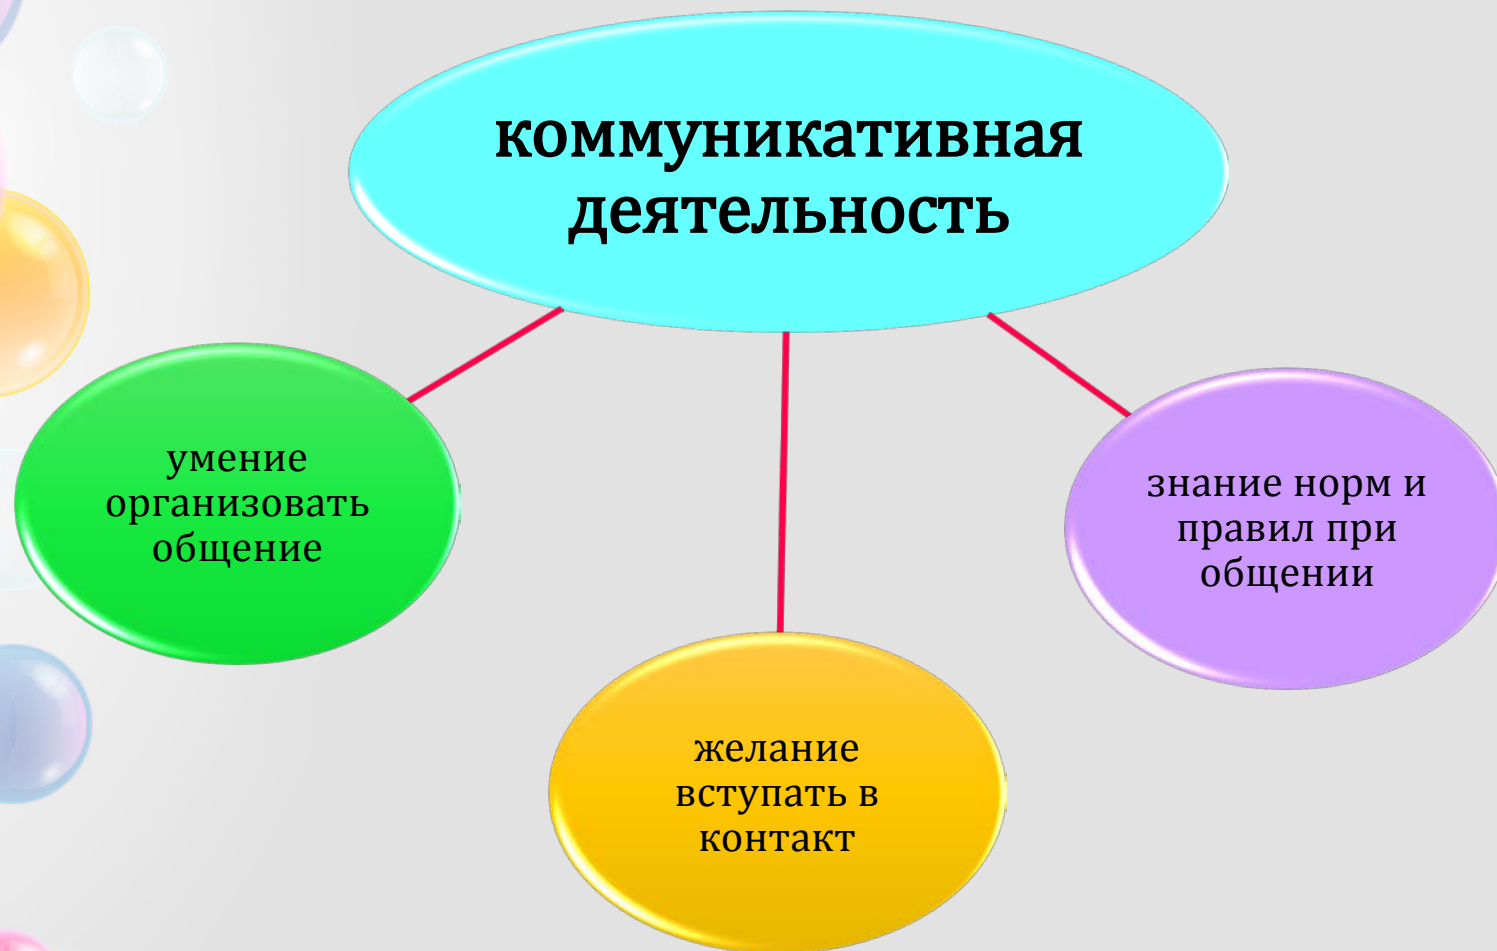 коммуникативная
деятельность
умение
организовать
общение
знание норм и
правил при
общении
желание
вступать в
контакт